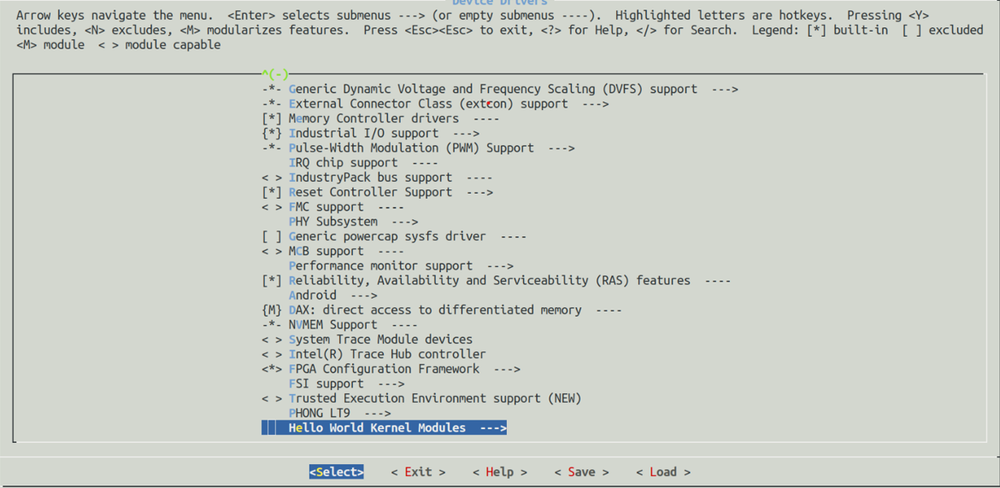 Device Drivers
Arrow keys navigate the menu.  <Enter> selects submenus ---> (or empty submenus ----).  Highlighted letters are hotkeys.  Pressing <Y>
includes, <N> excludes, <M> modularizes features.  Press <Esc><Esc> to exit, <?> for Help, </> for Search.  Legend: [*] built-in  [ ] excluded
<M> module  < > module capable
^(-)
-*- Generic Dynamic Voltage and Frequency Scaling (DVFS) support  --->
-*- External Connector Class (extcon) support  --->
[*] Memory Controller drivers  ----
{*} Industrial I/O support  --->
-*- Pulse-Width Modulation (PWM) Support  --->
IRQ chip support  ----
< > IndustryPack bus support  ----
[*] Reset Controller Support  --->
< > FMC support  ----
PHY Subsystem  --->
[ ] Generic powercap sysfs driver  ----
< > MCB support  ----
Performance monitor support  --->
[*] Reliability, Availability and Serviceability (RAS) features  ----
Android  --->
{M} DAX: direct access to differentiated memory  ----
-*- NVMEM Support  ----
< > System Trace Module devices
< > Intel(R) Trace Hub controller
<*> FPGA Configuration Framework  --->
FSI support  --->
< > Trusted Execution Environment support (NEW)
PHONG LT9  --->
Hello World Kernel Modules  --->
<Select>    < Exit >    < Help >    < Save >    < Load >